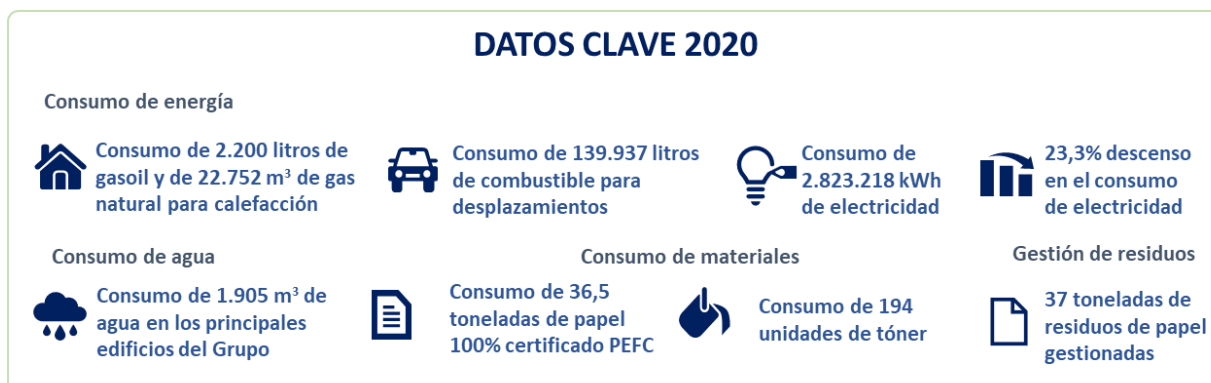 DATOS CLAVE 2020
Consumo de energía
Consumo de 2.200 litros de
gasoil y de 22.752 m³ de gas
natural para calefacción
Consumo de 139.937 litros
de combustible para
desplazamientos
Consumo de
2.823.218 kWh
de electricidad
23,3% descenso
en el consumo
de electricidad
Consumo de agua
Consumo de 1.905 m³ de
agua en los principales
edificios del Grupo
Consumo de materiales
Consumo de 36,5
toneladas de papel
100% certificado PEFC
Consumo de 194
unidades de tóner
Gestión de residuos
37 toneladas de
residuos de papel
gestionadas